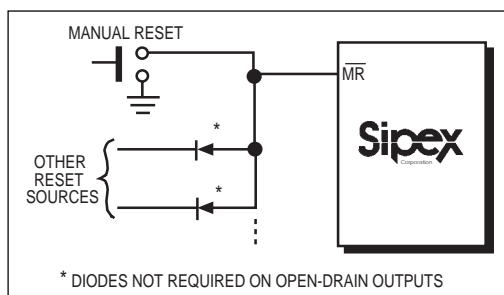 MANUAL RESET
MR
Sipex
Corporation
*
OTHER
RESET
SOURCES
*
* DIODES NOT REQUIRED ON OPEN-DRAIN OUTPUTS